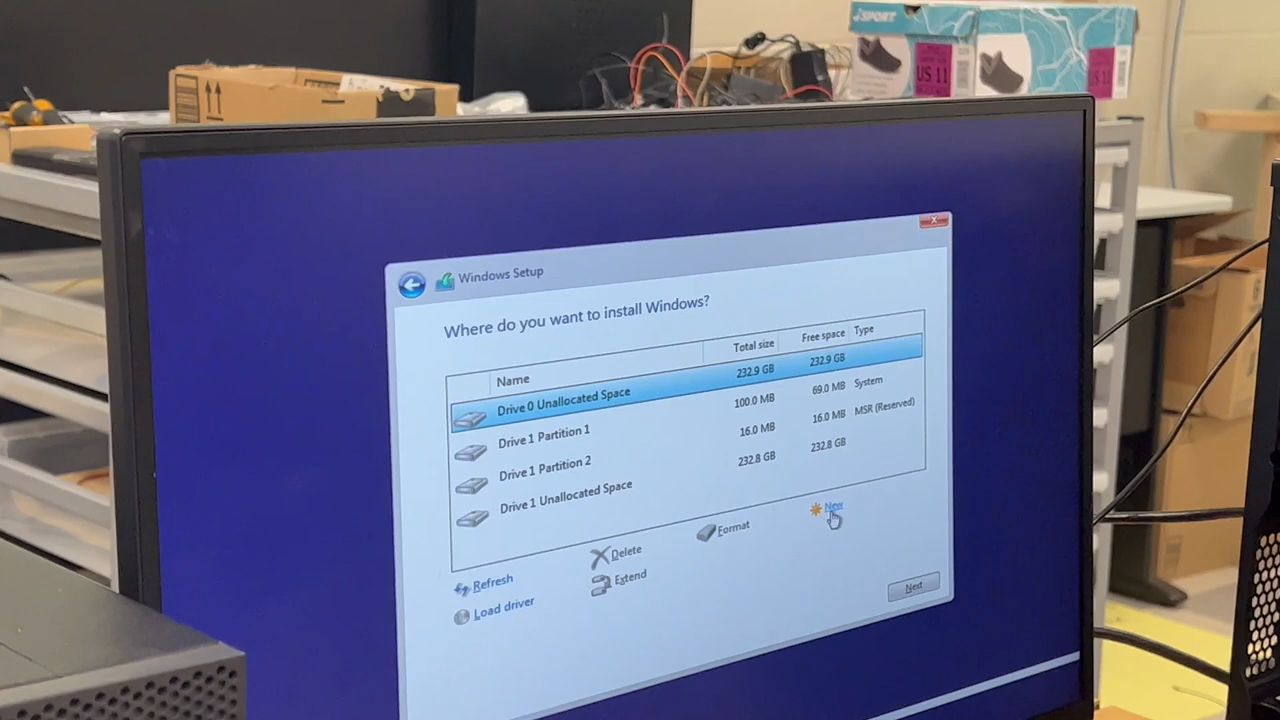 JSPORT
US 11
US 11
Windows Setup
Where do you want to install Windows?
Name Total size Free space Type
Drive 0 Unallocated Space 232.9 GB 232.9 GB
Drive 1 Partition 1 100.0 MB 69.0 MB System
Drive 1 Partition 2 16.0 MB 16.0 MB MSR (Reserved)
Drive 1 Unallocated Space 232.8 GB 232.8 GB
Refresh Delete Format New
Load driver Extend
Next